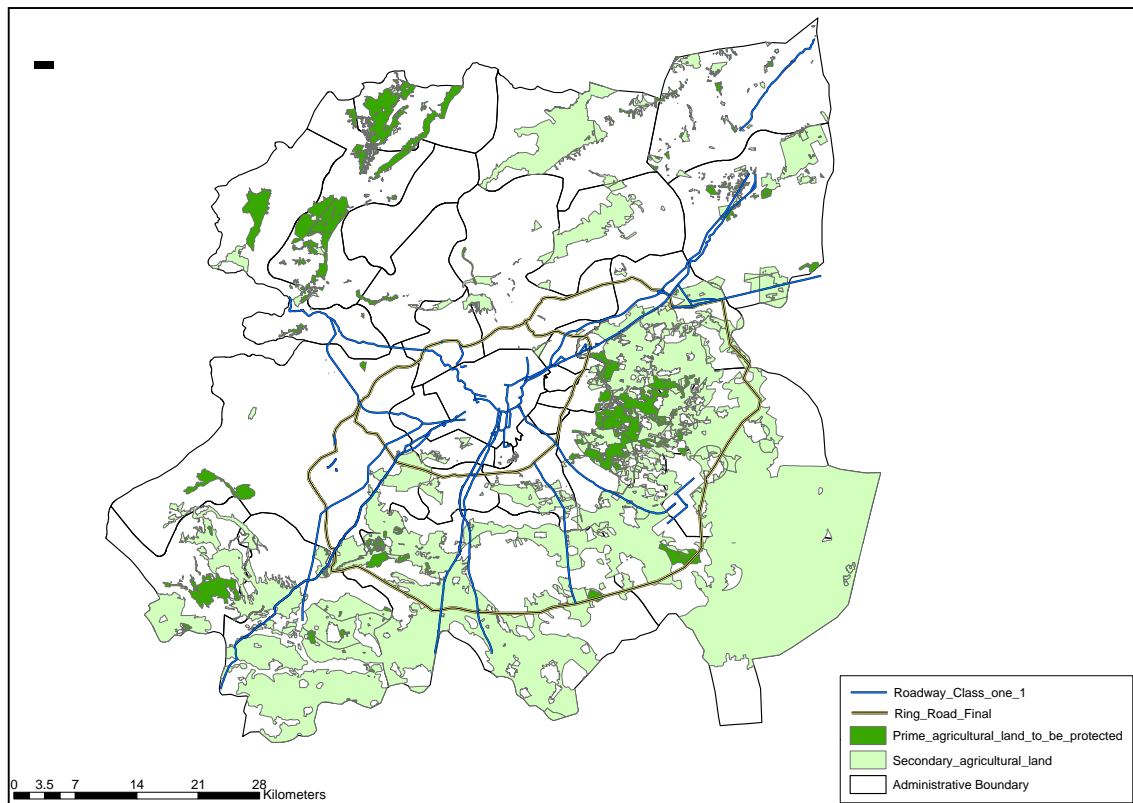 Roadway_Class_one_1
Ring_Road_Final
Prime_agricultural_land_to_be_protected
Secondary_agricultural_land
Administrative Boundary
0 3.5 7 14 21 28
Kilometers